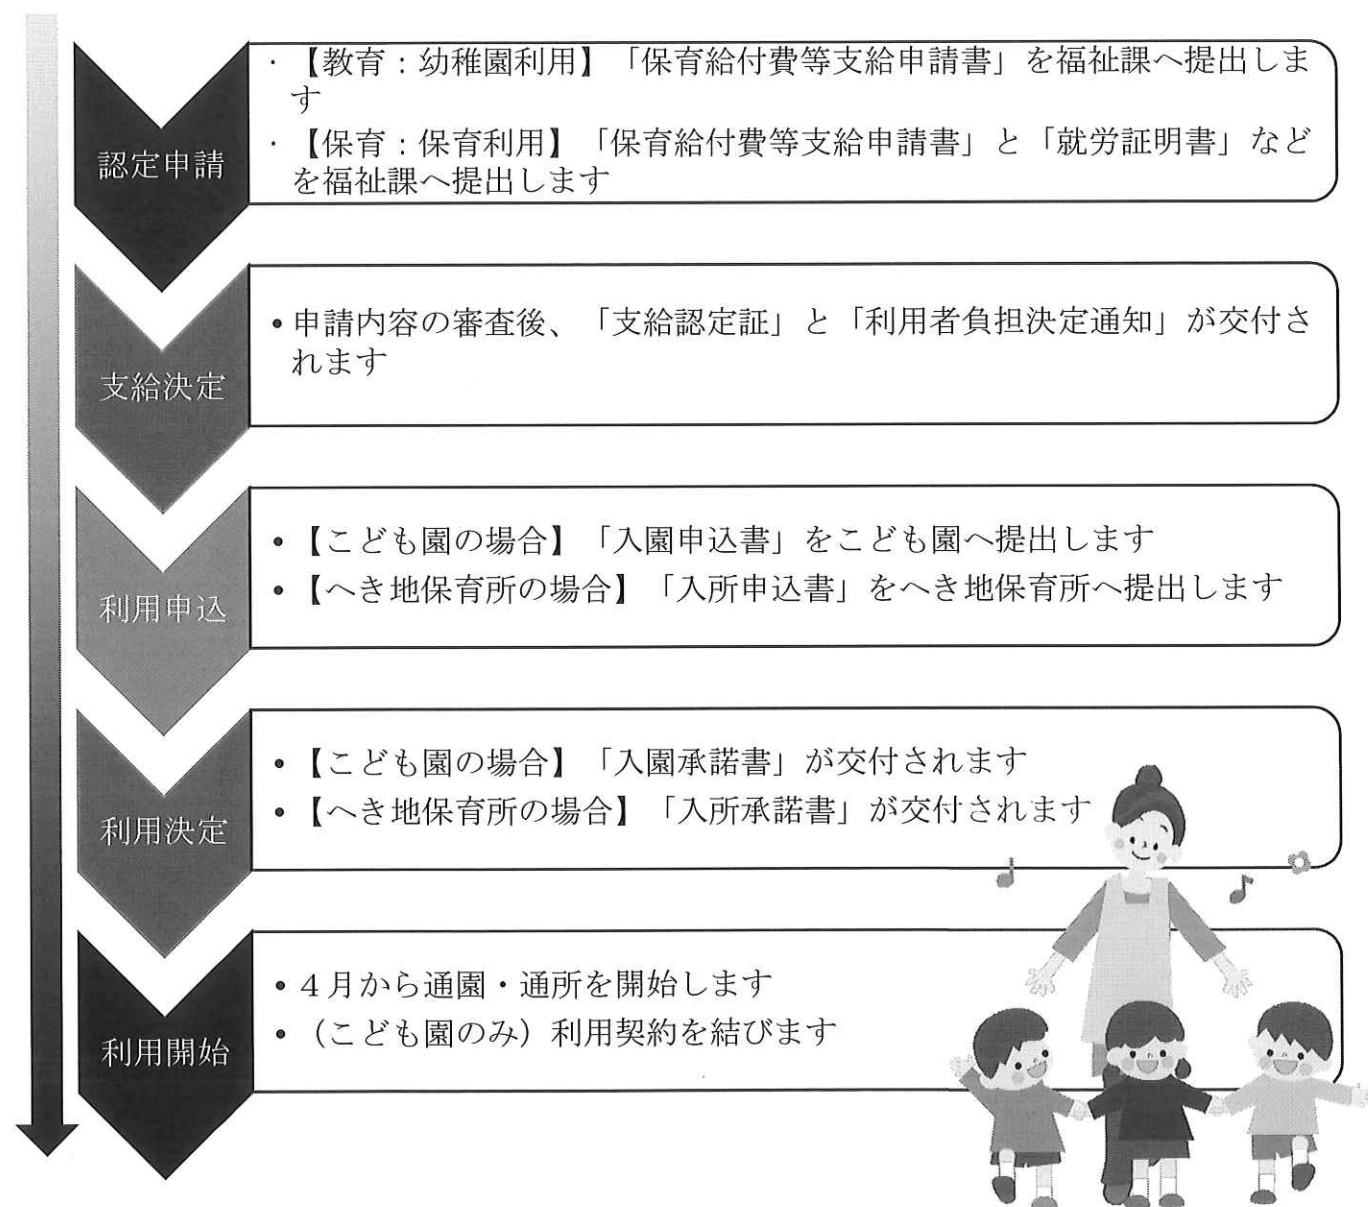 認定申請
・【教育：幼稚園利用】「保育給付費等支給申請書」を福祉課へ提出しま
す
・【保育：保育利用】「保育給付費等支給申請書」と「就労証明書」など
を福祉課へ提出します
支給決定
•申請内容の審査後、「支給認定証」と「利用者負担決定通知」が交付さ
れます
利用申込
•【こども園の場合】「入園申込書」をこども園へ提出します
•【へき地保育所の場合】「入所申込書」をへき地保育所へ提出します
利用決定
•【こども園の場合】「入園承諾書」が交付されます
•【へき地保育所の場合】「入所承諾書」が交付されます
利用開始
•４月から通園・通所を開始します
•（こども園のみ）利用契約を結びます